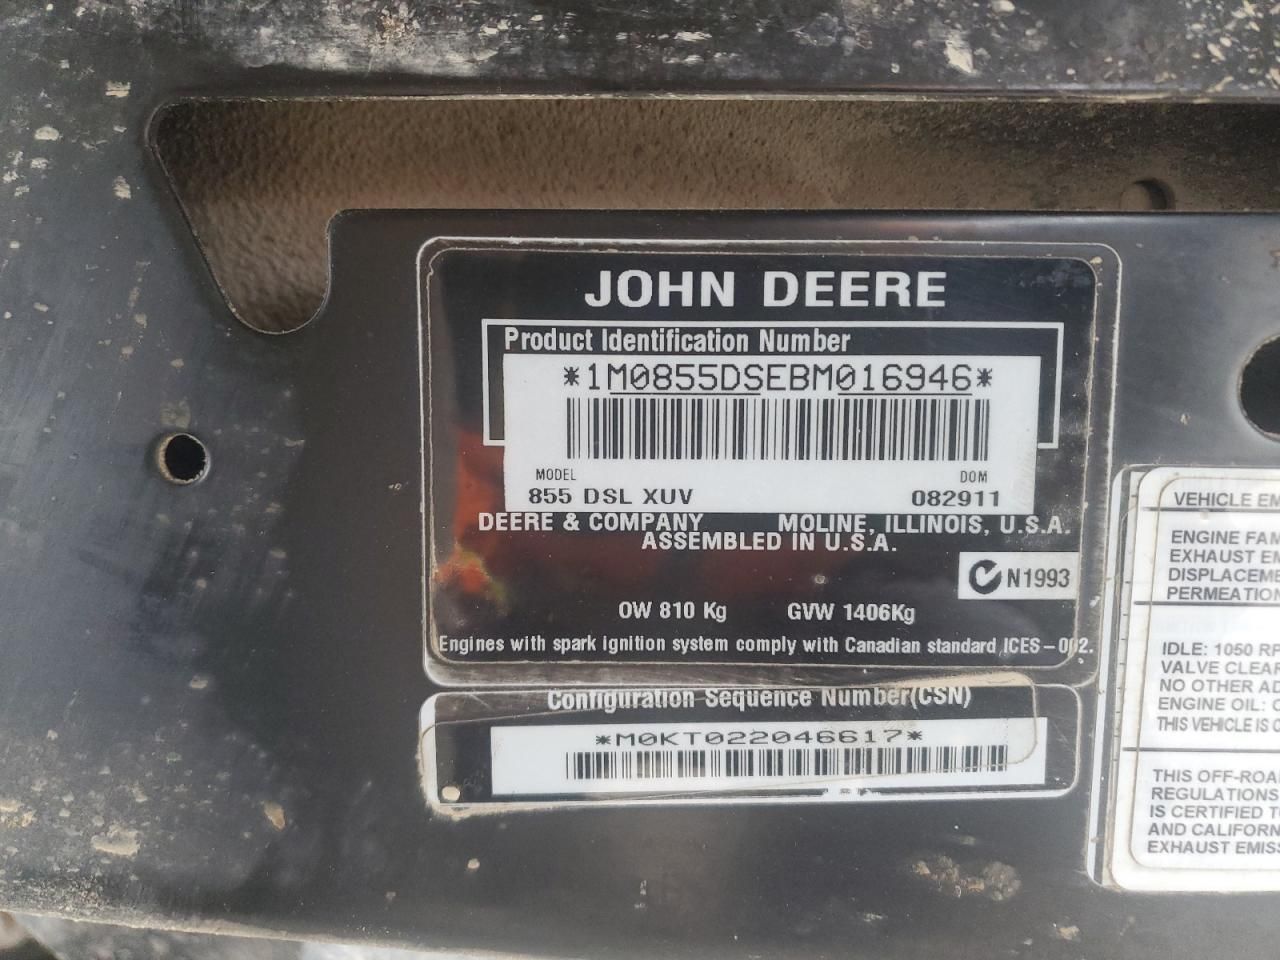 JOHN DEERE
Product Identification Number
*1M0855DSEBM016946*
MODEL DOM
855 DSL XUV 082911
DEERE & COMPANY MOLINE, ILLINOIS, U.S.A.
ASSEMBLED IN U.S.A.
N1993
OW 810 Kg GVW 1406Kg
Engines with spark ignition system comply with Canadian standard ICES-002.
Configuration Sequence Number(CSN)
*M0KT022046617*
VEHICLE EM
ENGINE FAM
EXHAUST EM
DISPLACEME
PERMEATION
IDLE: 1050 RP
VALVE CLEAR
NO OTHER AD
ENGINE OIL:
THIS VEHICLE IS
THIS OFF-ROA
REGULATIONS
IS CERTIFIED T
AND CALIFORN
EXHAUST EMIS